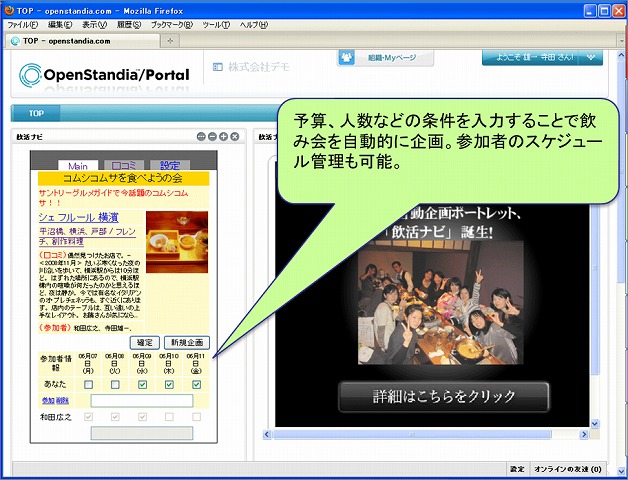 TOP - openstandia.com - Mozilla Firefox
ファイル(F) 編集(E) 表示(V) 履歴(S) ブックマーク(B) ツール(T) ヘルプ(H)
TOP - openstandia.com
OpenStandia/Portal
株式会社デモ
組織・Myページ
ようこそ 雄一 寺田 さん!
TOP
飲活ナビ
飲活ナビ
Main 口コミ 設定
コムシコムサを食べようの会
サントリーグルメガイドで今話題のコムシコム
サ！！
シェ フルール 横濱
平沼橋、横浜、戸部 / フレン
チ、創作料理
(口コミ) 偶然見つけたお店で。-
(参加者) 和田広之、 寺田雄一、
確定 新規企画
参加者情
報
06月07
日
(月)
06月08
日
(火)
06月09
日
(水)
06月10
日
(木)
06月11
日
(金)
あなた
参加 削除
和田広之
予算、人数などの条件を入力することで飲
み会を自動的に企画。参加者のスケジュー
ル管理も可能。
動企画ポートレット、
「飲活ナビ」誕生!
詳細はこちらをクリック
設定 オンラインの友達 (0)